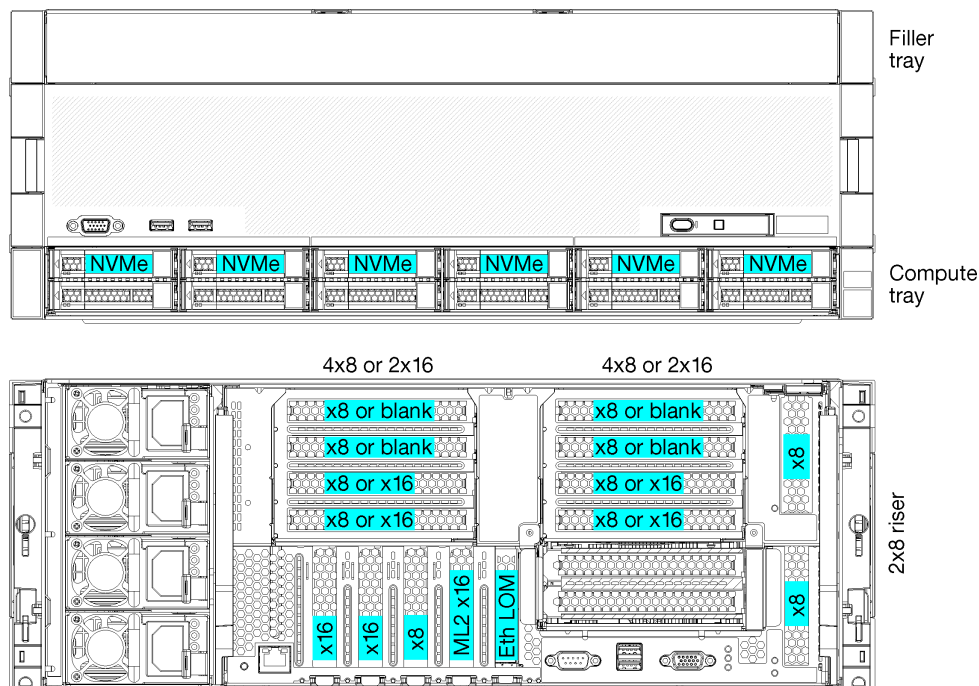 Filler
tray
NVMe NVMe NVMe NVMe NVMe NVMe
Compute
tray
4x8 or 2x16 4x8 or 2x16
x8 or blank x8 or blank
x8 or blank x8 or blank
x8 or x16 x8 or x16
x8 or x16 x8 or x16
x8
2x8 riser
x16
x16
x8
ML2 x16
Eth LOM
x8